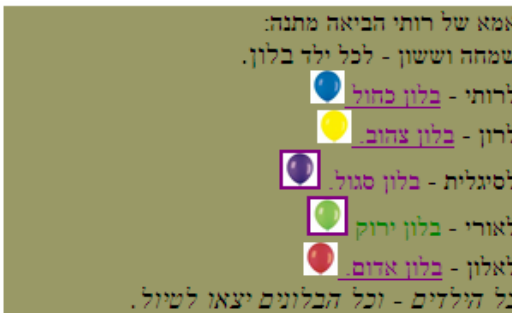 אמא של רותי הביאה מתנה:
שמחה וששון - לכל ילד בלון.
לרותי - בלון כחול
לרון - בלון צהוב.
לסיגלית - בלון סגול.
לאורי - בלון ירוק
לאלון - בלון אדום.
כל הילדים - וכל הבלונים יצאו לטיול.